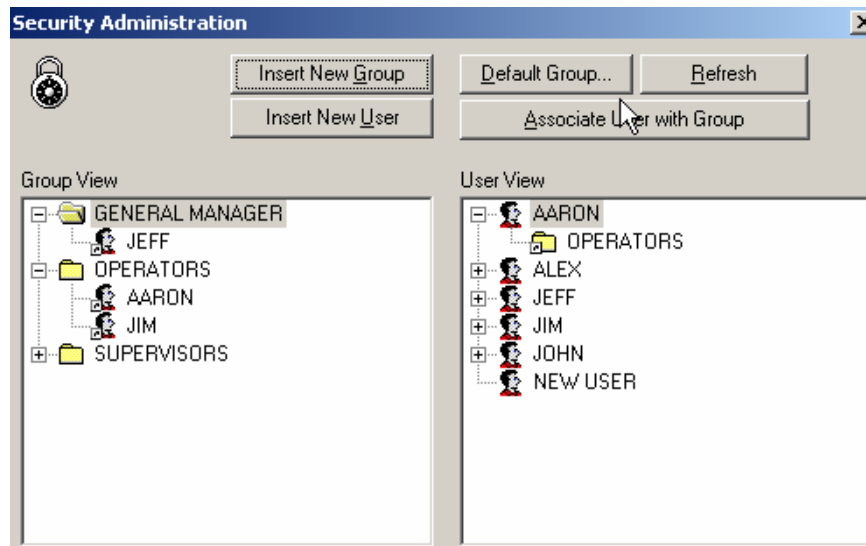 Security Administration
Insert New Group
Default Group...
Refresh
Insert New User
Associate User with Group
Group View
GENERAL MANAGER
JEFF
OPERATORS
AARON
JIM
SUPERVISORS
User View
AARON
OPERATORS
ALEX
JEFF
JIM
JOHN
NEW USER